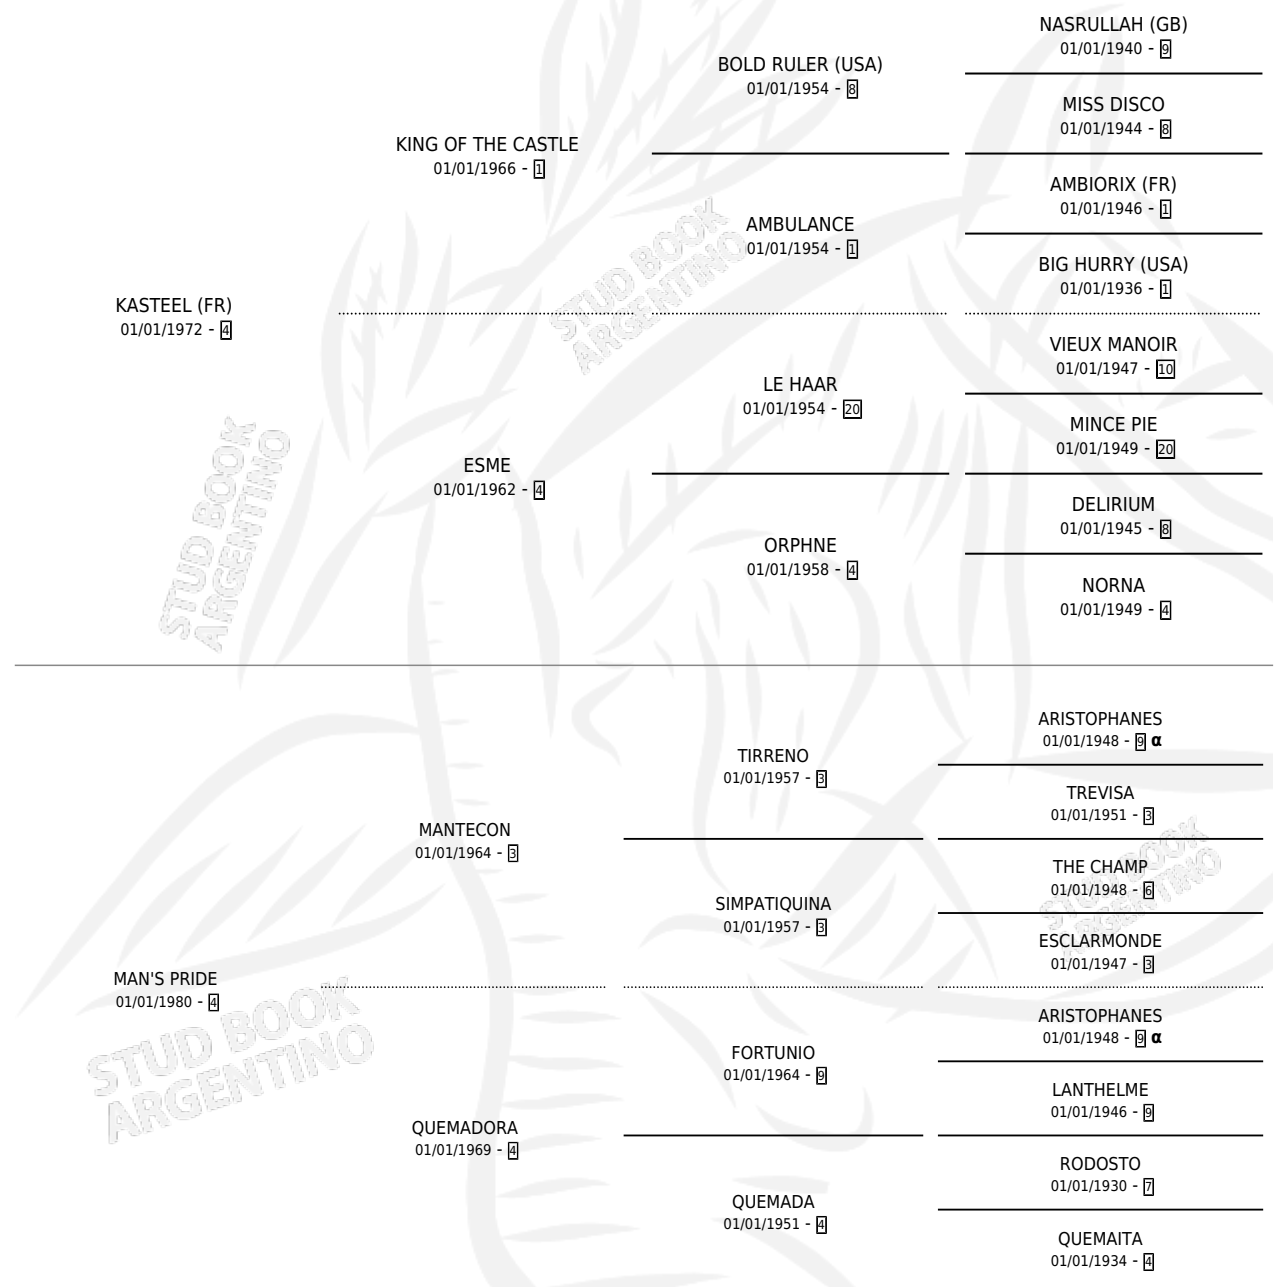 NASRULLAH (GB)
01/01/1940 - 9
BOLD RULER (USA)
01/01/1954 - 8
MISS DISCO
01/01/1944 - 8
KING OF THE CASTLE
01/01/1966 - 1
AMBIORIX (FR)
01/01/1946 - 1
AMBULANCE
01/01/1954 - 1
BIG HURRY (USA)
01/01/1936 - 1
KASTEEL (FR)
01/01/1972 - 4
VIEUX MANOIR
01/01/1947 - 10
LE HAAR
01/01/1954 - 20
MINCE PIE
01/01/1949 - 20
ESME
01/01/1962 - 4
DELIRIUM
01/01/1945 - 8
ORPHNE
01/01/1958 - 4
NORNA
01/01/1949 - 4
ARISTOPHANES
01/01/1948 - 9 α
TIRRENO
01/01/1957 - 3
TREVISA
01/01/1951 - 3
MANTECON
01/01/1964 - 3
THE CHAMP
01/01/1948 - 6
SIMPATIQUINA
01/01/1957 - 3
ESCLARMONDE
01/01/1947 - 3
MAN'S PRIDE
01/01/1980 - 4
ARISTOPHANES
01/01/1948 - 9 α
FORTUNIO
01/01/1964 - 9
LANTHELME
01/01/1946 - 9
QUEMADORA
01/01/1969 - 4
RODOSTO
01/01/1930 - 7
QUEMADA
01/01/1951 - 4
QUEMAITA
01/01/1934 - 4
STUD BOOK
ARGENTINO
STUD BOOK
ARGENTINO
STUD BOOK
ARGENTINO
STUD BOOK
ARGENTINO